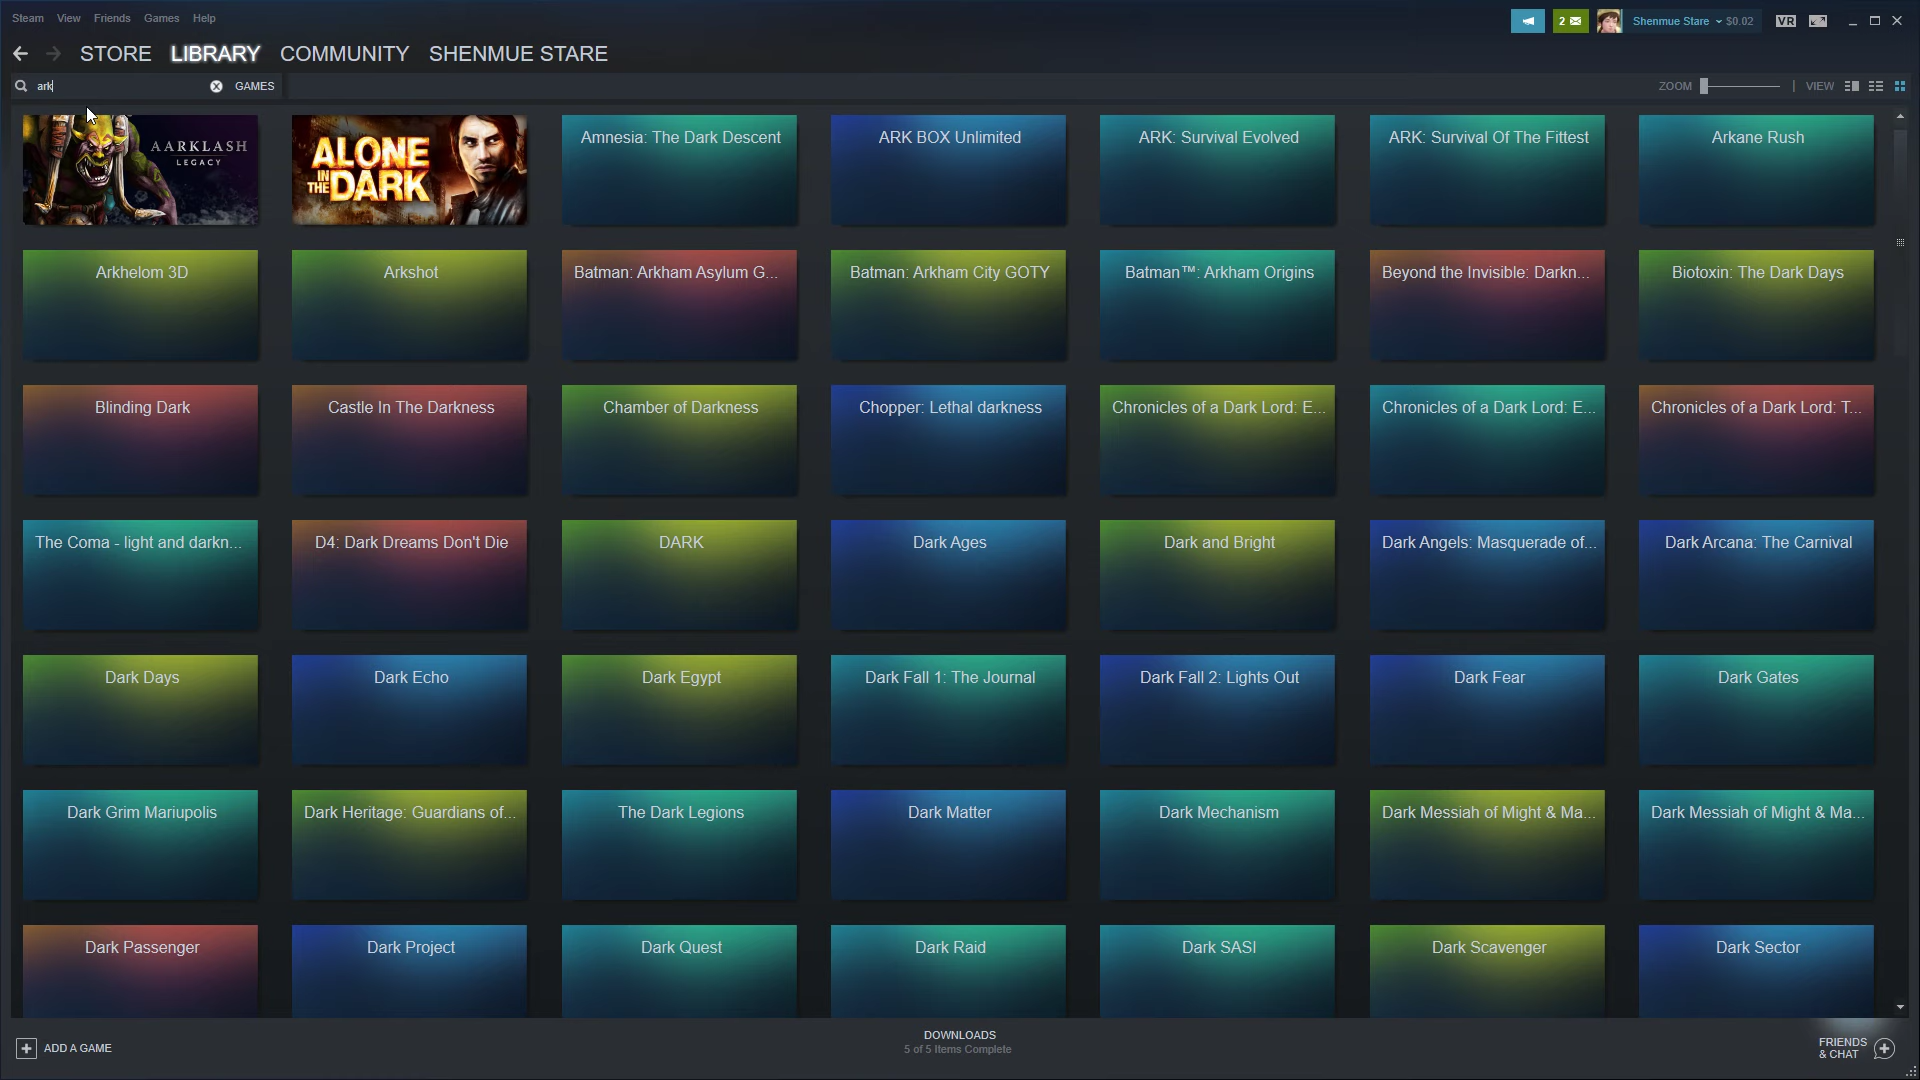 Steam View Friends Games Help
2 Shenmue Stare $0.02 VR
STORE LIBRARY COMMUNITY SHENMUE STARE
ark GAMES ZOOM VIEW
AARKLASH
LEGACY
ALONE
IN THE
DARK
Amnesia: The Dark Descent
ARK BOX Unlimited
ARK: Survival Evolved
ARK: Survival Of The Fittest
Arkane Rush
Arkhelom 3D
Arkshot
Batman: Arkham Asylum G...
Batman: Arkham City GOTY
Batman™: Arkham Origins
Beyond the Invisible: Darkn...
Biotoxin: The Dark Days
Blinding Dark
Castle In The Darkness
Chamber of Darkness
Chopper: Lethal darkness
Chronicles of a Dark Lord: E...
Chronicles of a Dark Lord: E...
Chronicles of a Dark Lord: T...
The Coma - light and darkn...
D4: Dark Dreams Don't Die
DARK
Dark Ages
Dark and Bright
Dark Angels: Masquerade of...
Dark Arcana: The Carnival
Dark Days
Dark Echo
Dark Egypt
Dark Fall 1: The Journal
Dark Fall 2: Lights Out
Dark Fear
Dark Gates
Dark Grim Mariupolis
Dark Heritage: Guardians of...
The Dark Legions
Dark Matter
Dark Mechanism
Dark Messiah of Might & Ma...
Dark Messiah of Might & Ma...
Dark Passenger
Dark Project
Dark Quest
Dark Raid
Dark SASI
Dark Scavenger
Dark Sector
ADD A GAME
DOWNLOADS
5 of 5 Items Complete
FRIENDS
& CHAT